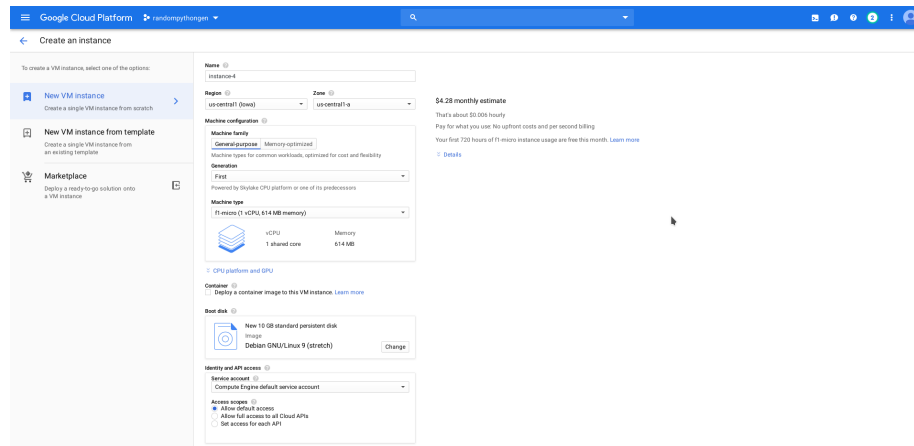 Google Cloud Platform
randompythongen
2
Create an instance
To create a VM instance, select one of the options:
New VM instance
Create a single VM instance from scratch
New VM instance from template
Create a single VM instance from
an existing template
Marketplace
Deploy a ready-to-go solution onto
a VM instance
Name
instance-4
Region
Zone
us-central1 (Iowa)
us-central1-a
Machine configuration
Machine family
General-purpose
Memory-optimized
Machine types for common workloads, optimized for cost and flexibility
Generation
First
Powered by Skylake CPU platform or one of its predecessors
Machine type
f1-micro (1 vCPU, 614 MB memory)
vCPU
Memory
1 shared core
614 MB
CPU platform and GPU
Container
Deploy a container image to this VM instance. Learn more
Boot disk
New 10 GB standard persistent disk
Image
Debian GNU/Linux 9 (stretch)
Change
Identity and API access
Service account
Compute Engine default service account
Access scopes
Allow default access
Allow full access to all Cloud APIs
Set access for each API
$4.28 monthly estimate
That's about $0.006 hourly
Pay for what you use: No upfront costs and per second billing
Your first 720 hours of f1-micro instance usage are free this month. Learn more
Details